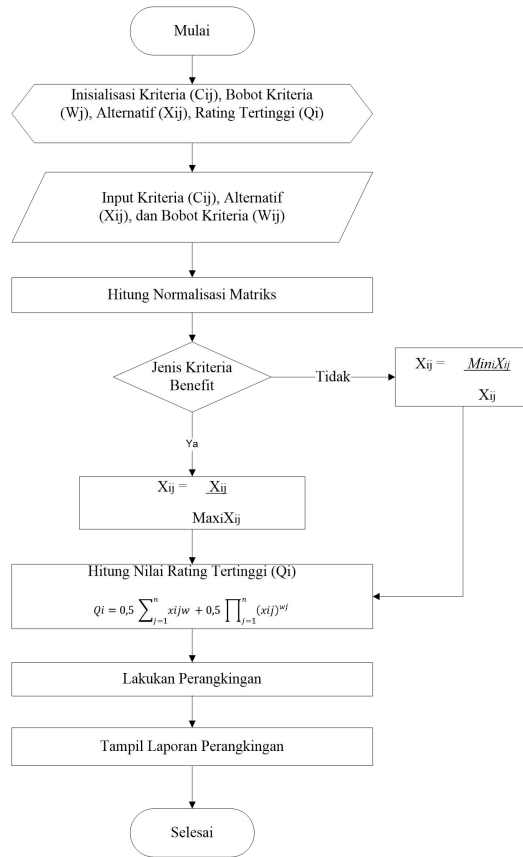 Mulai
Inisialisasi Kriteria (Cij), Bobot Kriteria
(Wj), Alternatif (Xij), Rating Tertinggi (Qi)
Input Kriteria (Cij), Alternatif
(Xij), dan Bobot Kriteria (Wij)
Hitung Normalisasi Matriks
Jenis Kriteria
Benefit
Tidak
Xij = MiniXij
Xij
Ya
Xij = Xij
MaxiXij
Hitung Nilai Rating Tertinggi (Qi)
Qi = 0,5 ∑ⁿⱼ₌₁ xijw + 0,5 ∏ⁿⱼ₌₁ (xij)ʷʲ
Lakukan Perangkingan
Tampil Laporan Perangkingan
Selesai